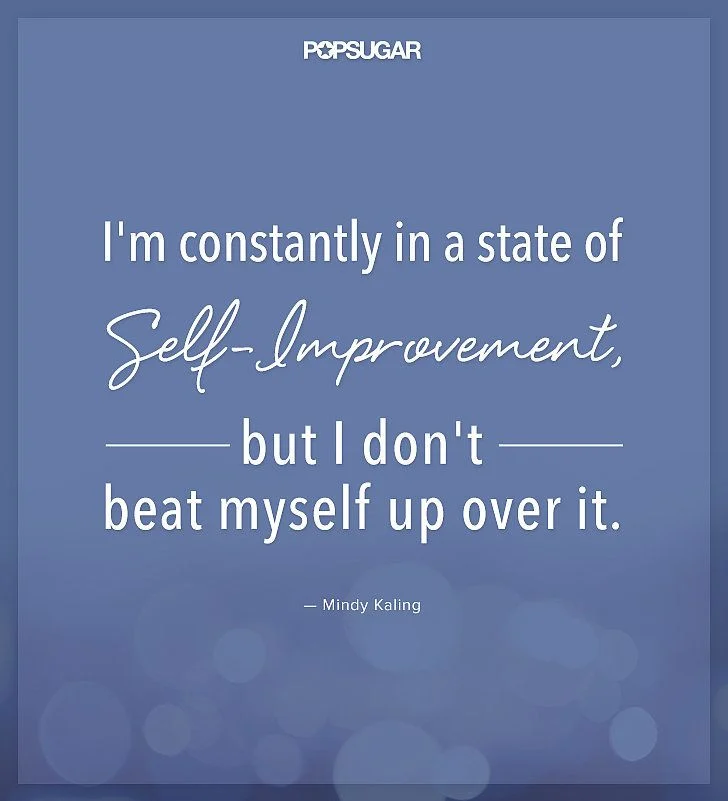 POPSUGAR
I'm constantly in a state of
Self-Improvement,
but I don't
beat myself up over it.
— Mindy Kaling